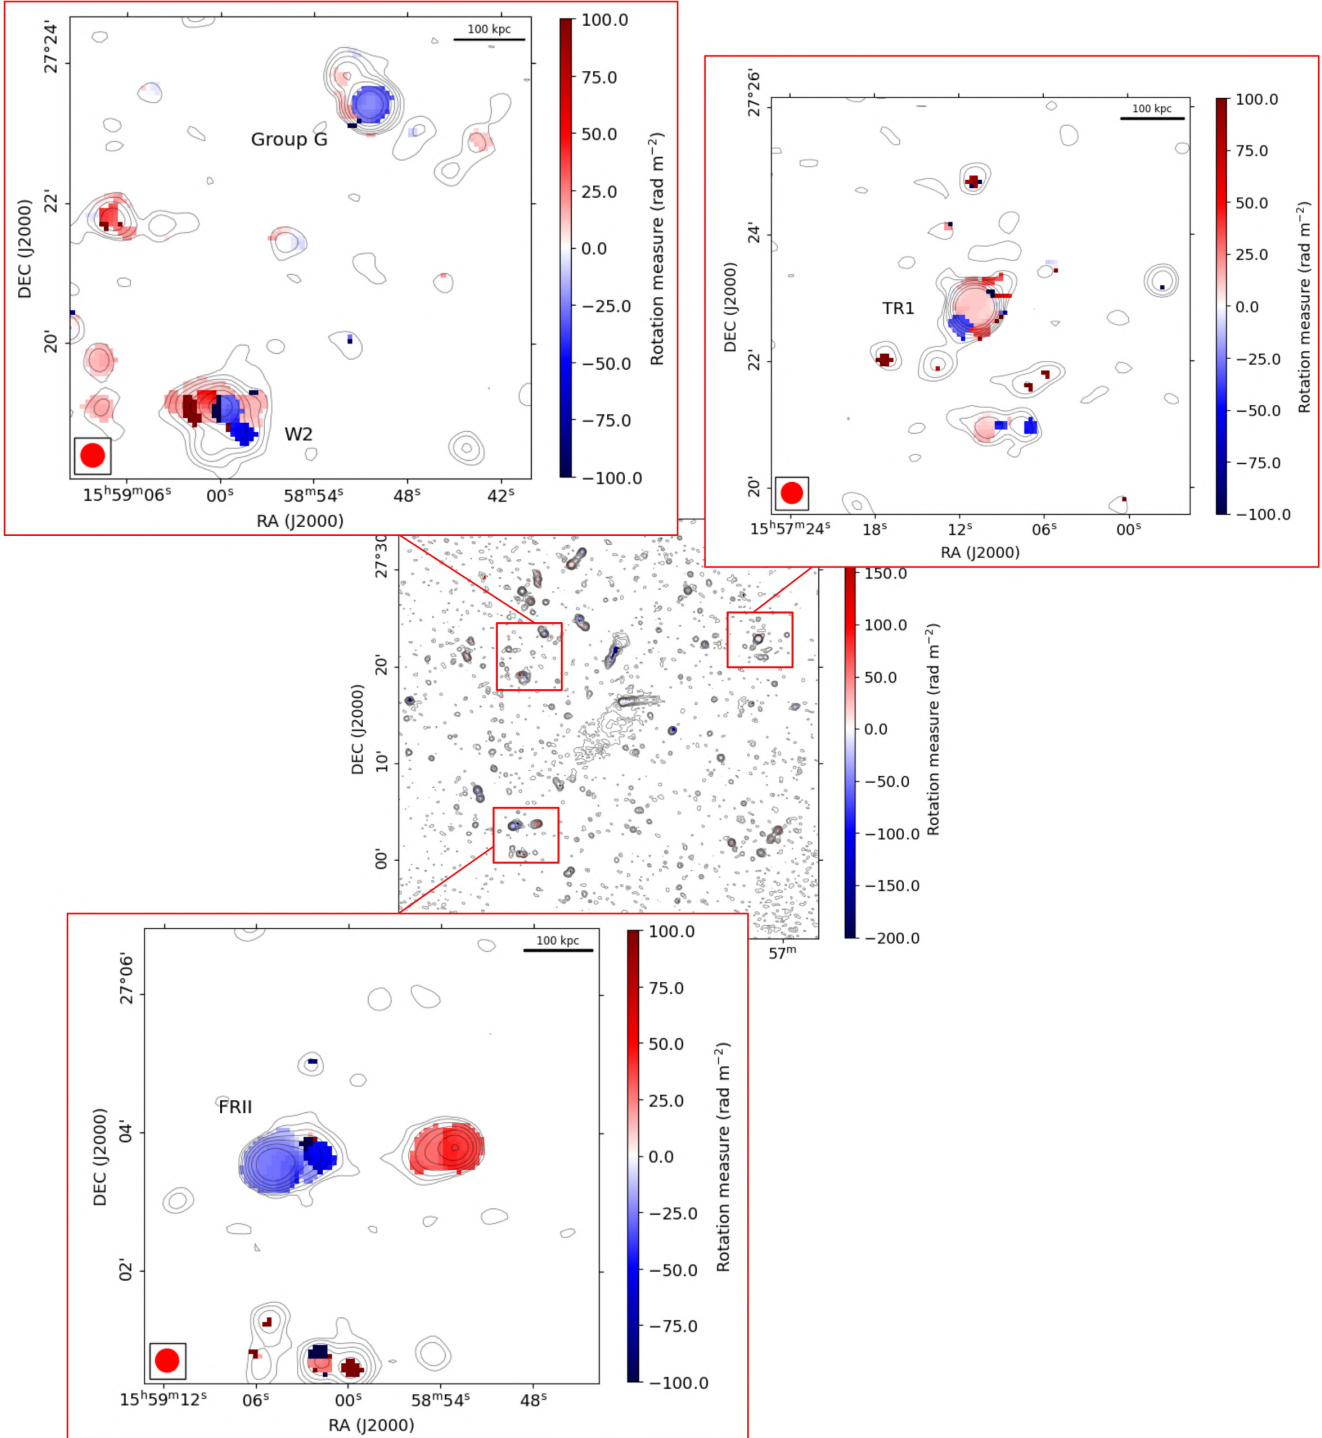 100 kpc
27°24'
22'
20'
DEC (J2000)
Group G
W2
15ʰ59ᵐ06ˢ 00ˢ 58ᵐ54ˢ 48ˢ 42ˢ
RA (J2000)
100.0
75.0
50.0
25.0
0.0
−25.0
−50.0
−75.0
−100.0
Rotation measure (rad m⁻²)
100 kpc
27°26'
24'
22'
20'
DEC (J2000)
TR1
15ʰ57ᵐ24ˢ 18ˢ 12ˢ 06ˢ 00ˢ
RA (J2000)
100.0
75.0
50.0
25.0
0.0
−25.0
−50.0
−75.0
−100.0
Rotation measure (rad m⁻²)
27°30
20'
10'
00'
DEC (J2000)
57ᵐ
150.0
100.0
50.0
0.0
−50.0
−100.0
−150.0
−200.0
Rotation measure (rad m⁻²)
100 kpc
27°06'
04'
02'
DEC (J2000)
FRII
15ʰ59ᵐ12ˢ 06ˢ 00ˢ 58ᵐ54ˢ 48ˢ
RA (J2000)
100.0
75.0
50.0
25.0
0.0
−25.0
−50.0
−75.0
−100.0
Rotation measure (rad m⁻²)